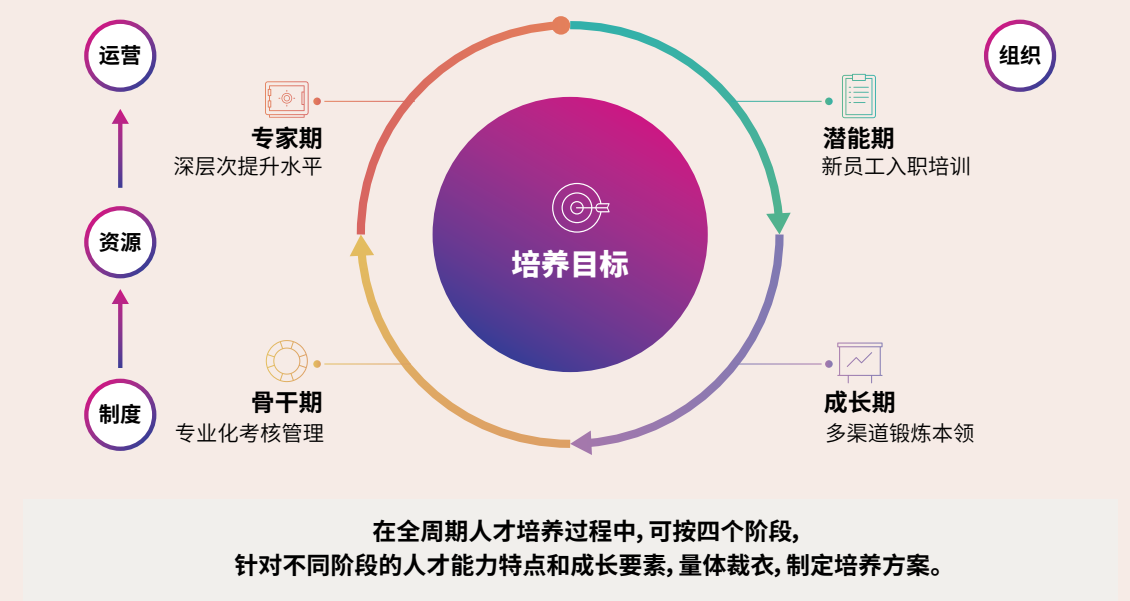 运营
组织
专家期
深层次提升水平
潜能期
新员工入职培训
资源
培养目标
骨干期
专业化考核管理
成长期
多渠道锻炼本领
制度
在全周期人才培养过程中,可按四个阶段,
针对不同阶段的人才能力特点和成长要素,量体裁衣,制定培养方案。